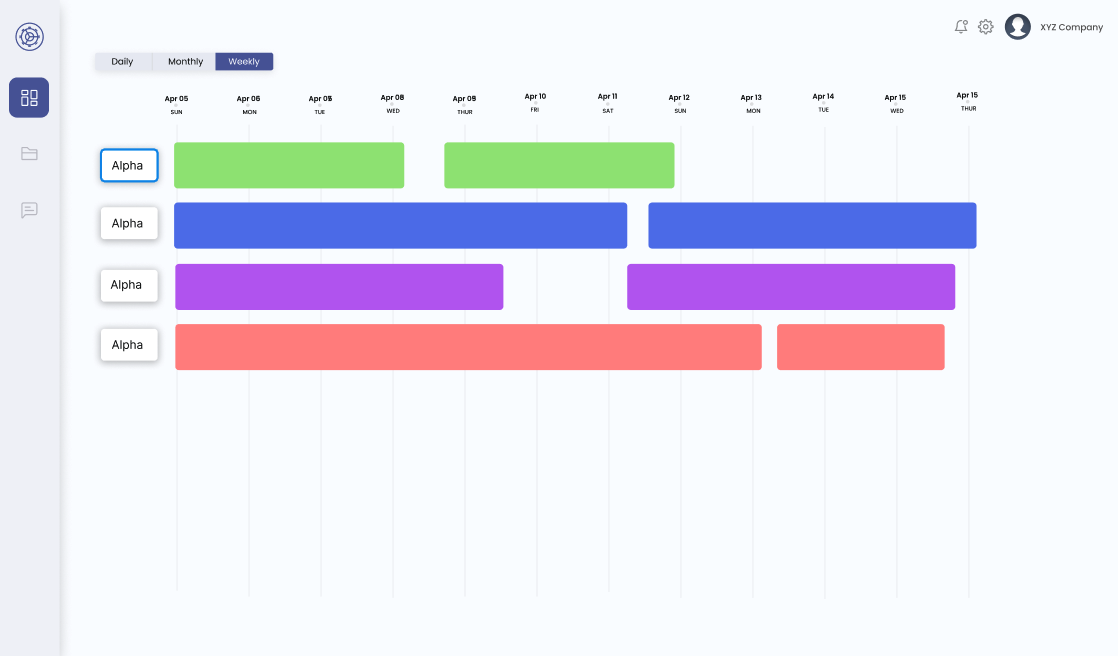 XYZ Company
Daily Monthly Weekly
Apr 05 Apr 06 Apr 08 Apr 09 Apr 10 Apr 11 Apr 12 Apr 13 Apr 14 Apr 15 Apr 15
SUN MON TUE WED THUR FRI SAT SUN MON TUE WED THUR
Alpha
Alpha
Alpha
Alpha